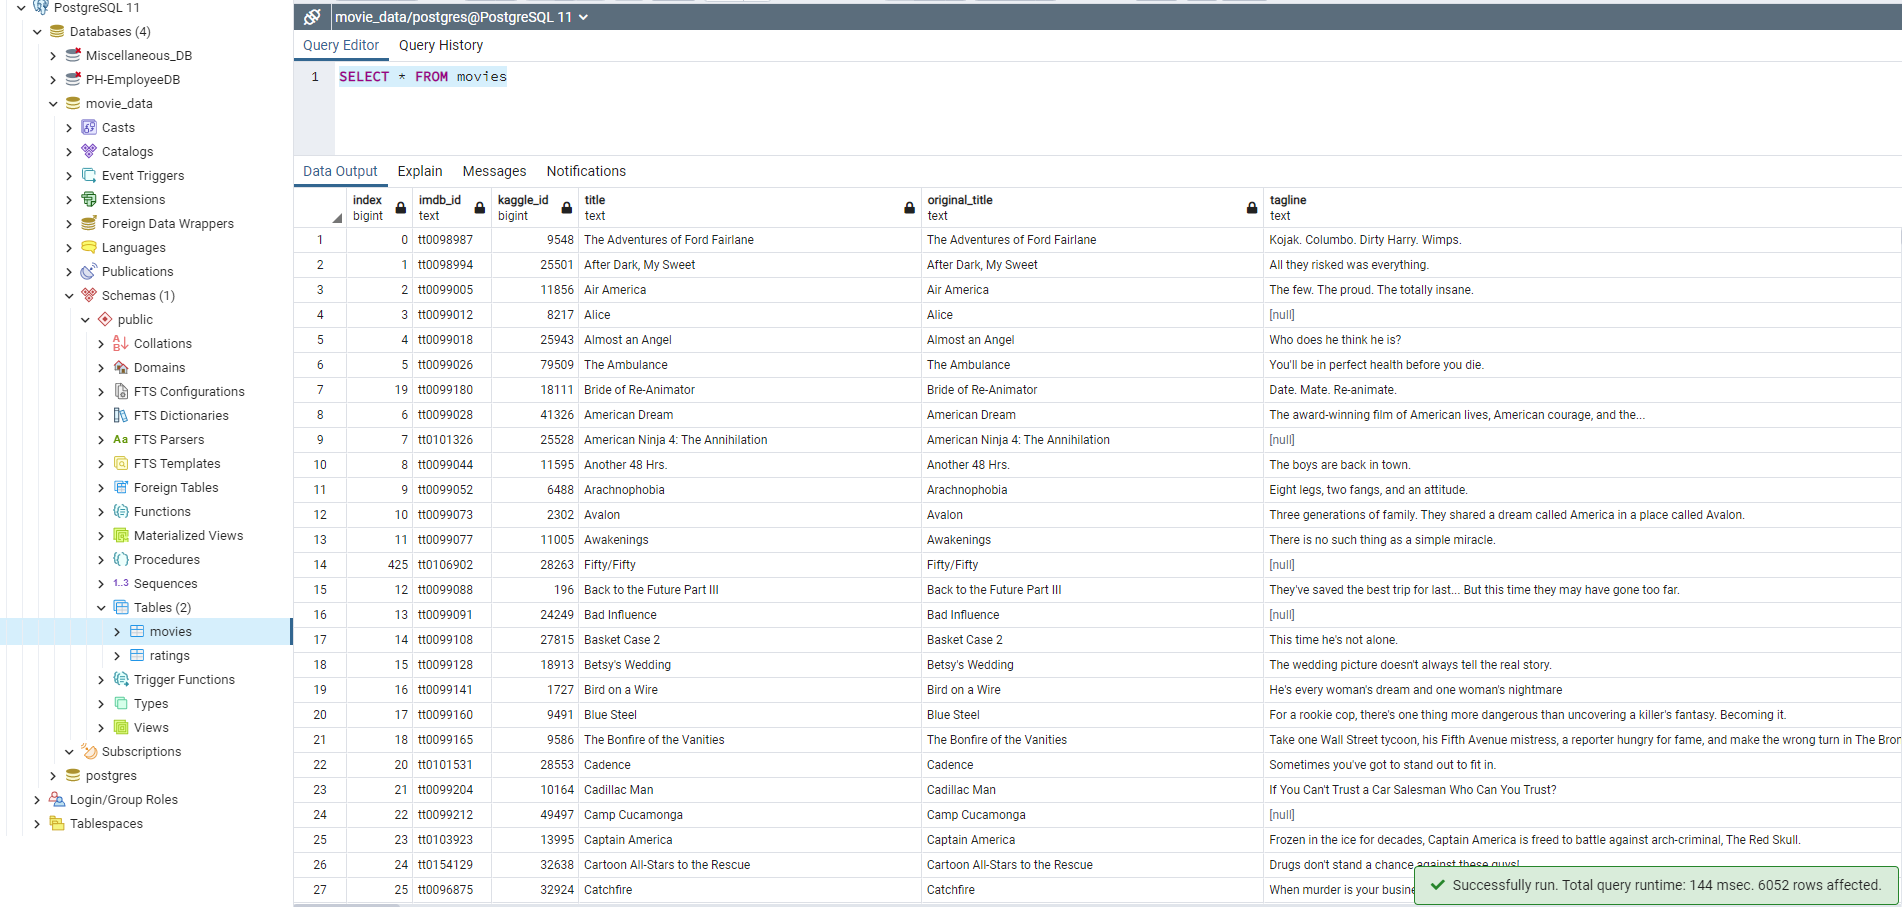 PostgreSQL 11
Databases (4)
Miscellaneous_DB
PH-EmployeeDB
movie_data
Casts
Catalogs
Event Triggers
Extensions
Foreign Data Wrappers
Languages
Publications
Schemas (1)
public
Collations
Domains
FTS Configurations
FTS Dictionaries
Aa FTS Parsers
FTS Templates
Foreign Tables
Functions
Materialized Views
Procedures
1..3 Sequences
Tables (2)
movies
ratings
Trigger Functions
Types
Views
Subscriptions
postgres
Login/Group Roles
Tablespaces
movie_data/postgres@PostgreSQL 11
Query Editor Query History
1 SELECT * FROM movies
Data Output Explain Messages Notifications
index imdb_id kaggle_id title original_title tagline
bigint text bigint text text text
1 0 tt0098987 9548 The Adventures of Ford Fairlane The Adventures of Ford Fairlane Kojak. Columbo. Dirty Harry. Wimps.
2 1 tt0098994 25501 After Dark, My Sweet After Dark, My Sweet All they risked was everything.
3 2 tt0099005 11856 Air America Air America The few. The proud. The totally insane.
4 3 tt0099012 8217 Alice Alice [null]
5 4 tt0099018 25943 Almost an Angel Almost an Angel Who does he think he is?
6 5 tt0099026 79509 The Ambulance The Ambulance You'll be in perfect health before you die.
7 19 tt0099180 18111 Bride of Re-Animator Bride of Re-Animator Date. Mate. Re-animate.
8 6 tt0099028 41326 American Dream American Dream The award-winning film of American lives, American courage, and the...
9 7 tt0101326 25528 American Ninja 4: The Annihilation American Ninja 4: The Annihilation [null]
10 8 tt0099044 11595 Another 48 Hrs. Another 48 Hrs. The boys are back in town.
11 9 tt0099052 6488 Arachnophobia Arachnophobia Eight legs, two fangs, and an attitude.
12 10 tt0099073 2302 Avalon Avalon Three generations of family. They shared a dream called America in a place called Avalon.
13 11 tt0099077 11005 Awakenings Awakenings There is no such thing as a simple miracle.
14 425 tt0106902 28263 Fifty/Fifty Fifty/Fifty [null]
15 12 tt0099088 196 Back to the Future Part III Back to the Future Part III They've saved the best trip for last... But this time they may have gone too far.
16 13 tt0099091 24249 Bad Influence Bad Influence [null]
17 14 tt0099108 27815 Basket Case 2 Basket Case 2 This time he's not alone.
18 15 tt0099128 18913 Betsy's Wedding Betsy's Wedding The wedding picture doesn't always tell the real story.
19 16 tt0099141 1727 Bird on a Wire Bird on a Wire He's every woman's dream and one woman's nightmare
20 17 tt0099160 9491 Blue Steel Blue Steel For a rookie cop, there's one thing more dangerous than uncovering a killer's fantasy. Becoming it.
21 18 tt0099165 9586 The Bonfire of the Vanities The Bonfire of the Vanities Take one Wall Street tycoon, his Fifth Avenue mistress, a reporter hungry for fame, and make the wrong turn in The Bron
22 20 tt0101531 28553 Cadence Cadence Sometimes you've got to stand out to fit in.
23 21 tt0099204 10164 Cadillac Man Cadillac Man If You Can't Trust a Car Salesman Who Can You Trust?
24 22 tt0099212 49497 Camp Cucamonga Camp Cucamonga [null]
25 23 tt0103923 13995 Captain America Captain America Frozen in the ice for decades, Captain America is freed to battle against arch-criminal, The Red Skull.
26 24 tt0154129 32638 Cartoon All-Stars to the Rescue Cartoon All-Stars to the Rescue Drugs don't stand a chance against these guys!
27 25 tt0096875 32924 Catchfire Catchfire When murder is your busine
Successfully run. Total query runtime: 144 msec. 6052 rows affected.